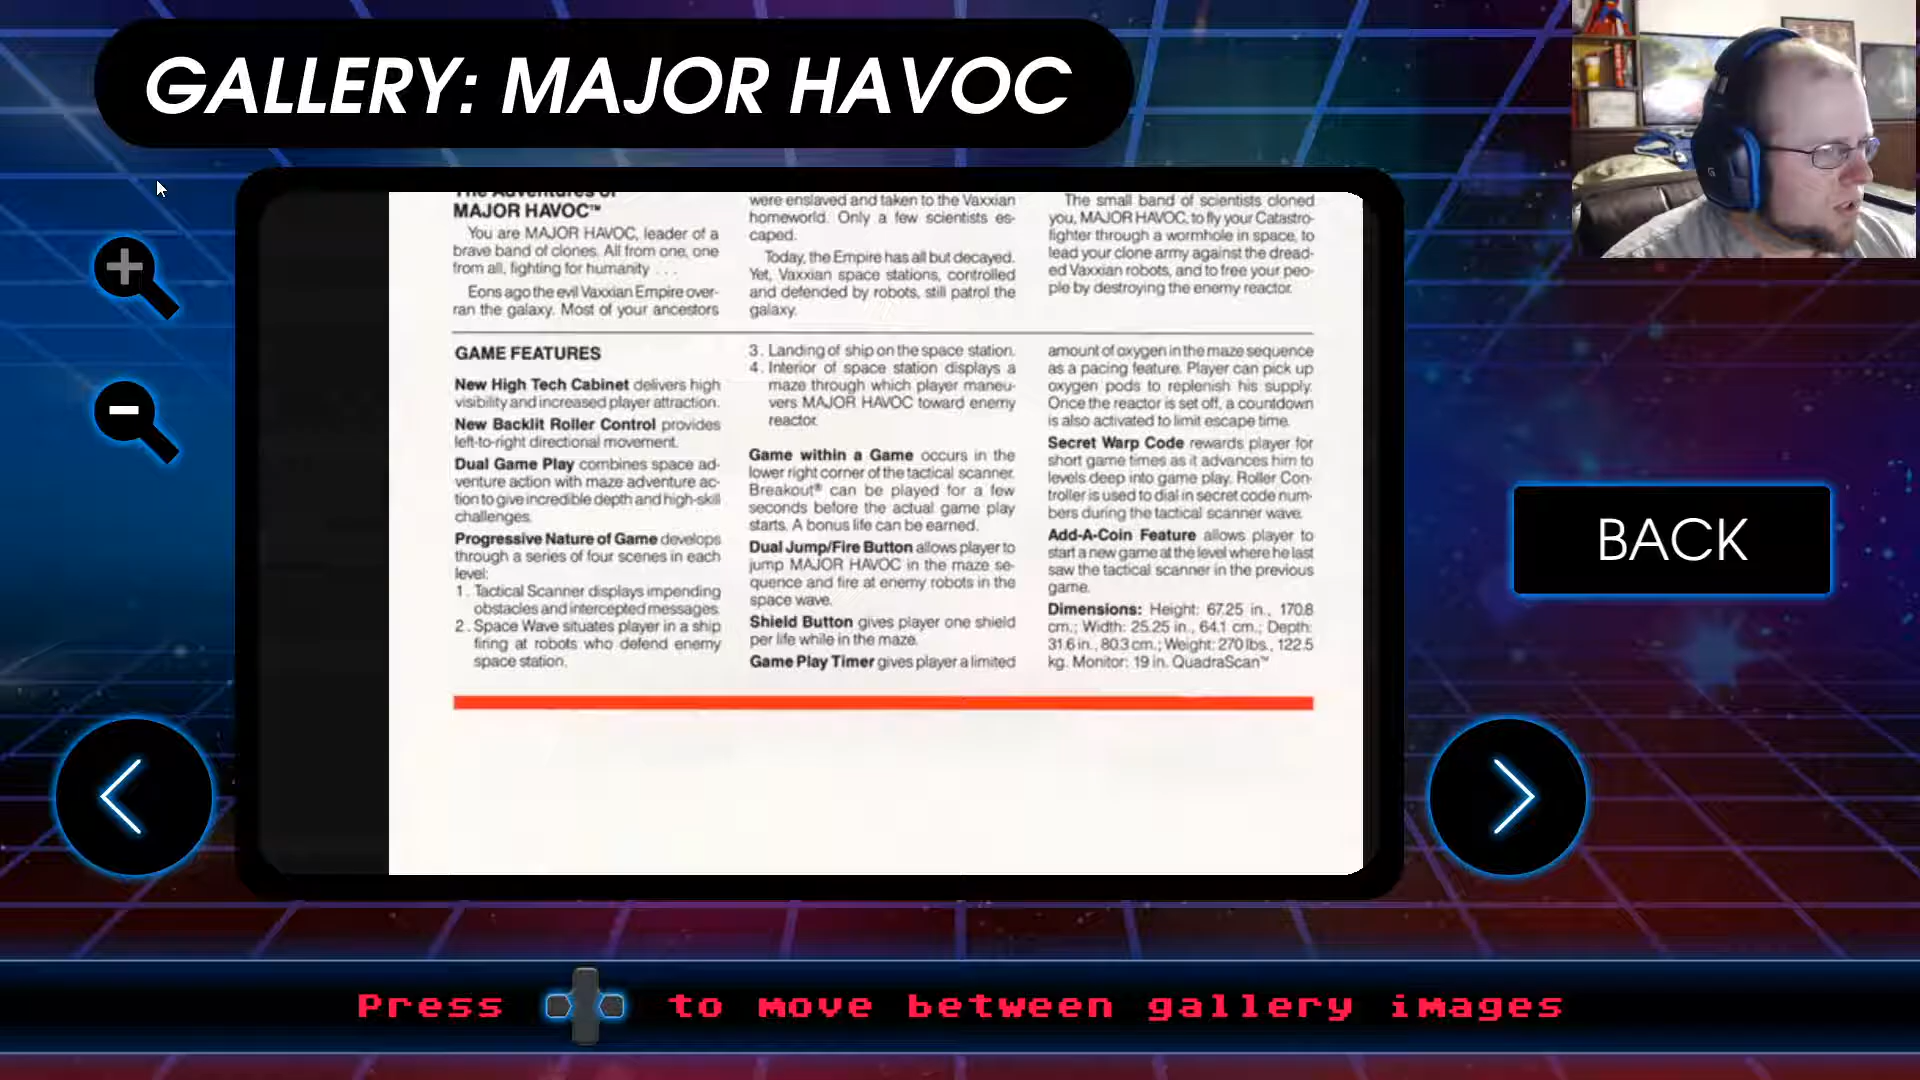 GALLERY: MAJOR HAVOC
The Adventures of
MAJOR HAVOC™
You are MAJOR HAVOC, leader of a
brave band of clones. All from one, one
from all, fighting for humanity . . .
Eons ago the evil Vaxxian Empire over-
ran the galaxy. Most of your ancestors
were enslaved and taken to the Vaxxian
homeworld. Only a few scientists es-
caped.
Today, the Empire has all but decayed.
Yet, Vaxxian space stations, controlled
and defended by robots, still patrol the
galaxy.
The small band of scientists cloned
you, MAJOR HAVOC, to fly your Catastro-
fighter through a wormhole in space, to
lead your clone army against the dread-
ed Vaxxian robots, and to free your peo-
ple by destroying the enemy reactor.
GAME FEATURES
New High Tech Cabinet delivers high
visibility and increased player attraction.
New Backlit Roller Control provides
left-to-right directional movement.
Dual Game Play combines space ad-
venture action with maze adventure ac-
tion to give incredible depth and high-skill
challenges.
Progressive Nature of Game develops
through a series of four scenes in each
level:
1. Tactical Scanner displays impending
obstacles and intercepted messages.
2. Space Wave situates player in a ship
firing at robots who defend enemy
space station.
3. Landing of ship on the space station.
4. Interior of space station displays a
maze through which player maneu-
vers MAJOR HAVOC toward enemy
reactor.
Game within a Game occurs in the
lower right corner of the tactical scanner.
Breakout® can be played for a few
seconds before the actual game play
starts. A bonus life can be earned.
Dual Jump/Fire Button allows player to
jump MAJOR HAVOC in the maze se-
quence and fire at enemy robots in the
space wave.
Shield Button gives player one shield
per life while in the maze.
Game Play Timer gives player a limited
amount of oxygen in the maze sequence
as a pacing feature. Player can pick up
oxygen pods to replenish his supply.
Once the reactor is set off, a countdown
is also activated to limit escape time.
Secret Warp Code rewards player for
short game times as it advances him to
levels deep into game play. Roller Con-
troller is used to dial in secret code num-
bers during the tactical scanner wave.
Add-A-Coin Feature allows player to
start a new game at the level where he last
saw the tactical scanner in the previous
game.
Dimensions: Height: 67.25 in., 170.8
cm.; Width: 25.25 in., 64.1 cm.; Depth:
31.6 in., 80.3 cm.; Weight: 270 lbs., 122.5
kg. Monitor: 19 in. QuadraScan™
BACK
Press to move between gallery images